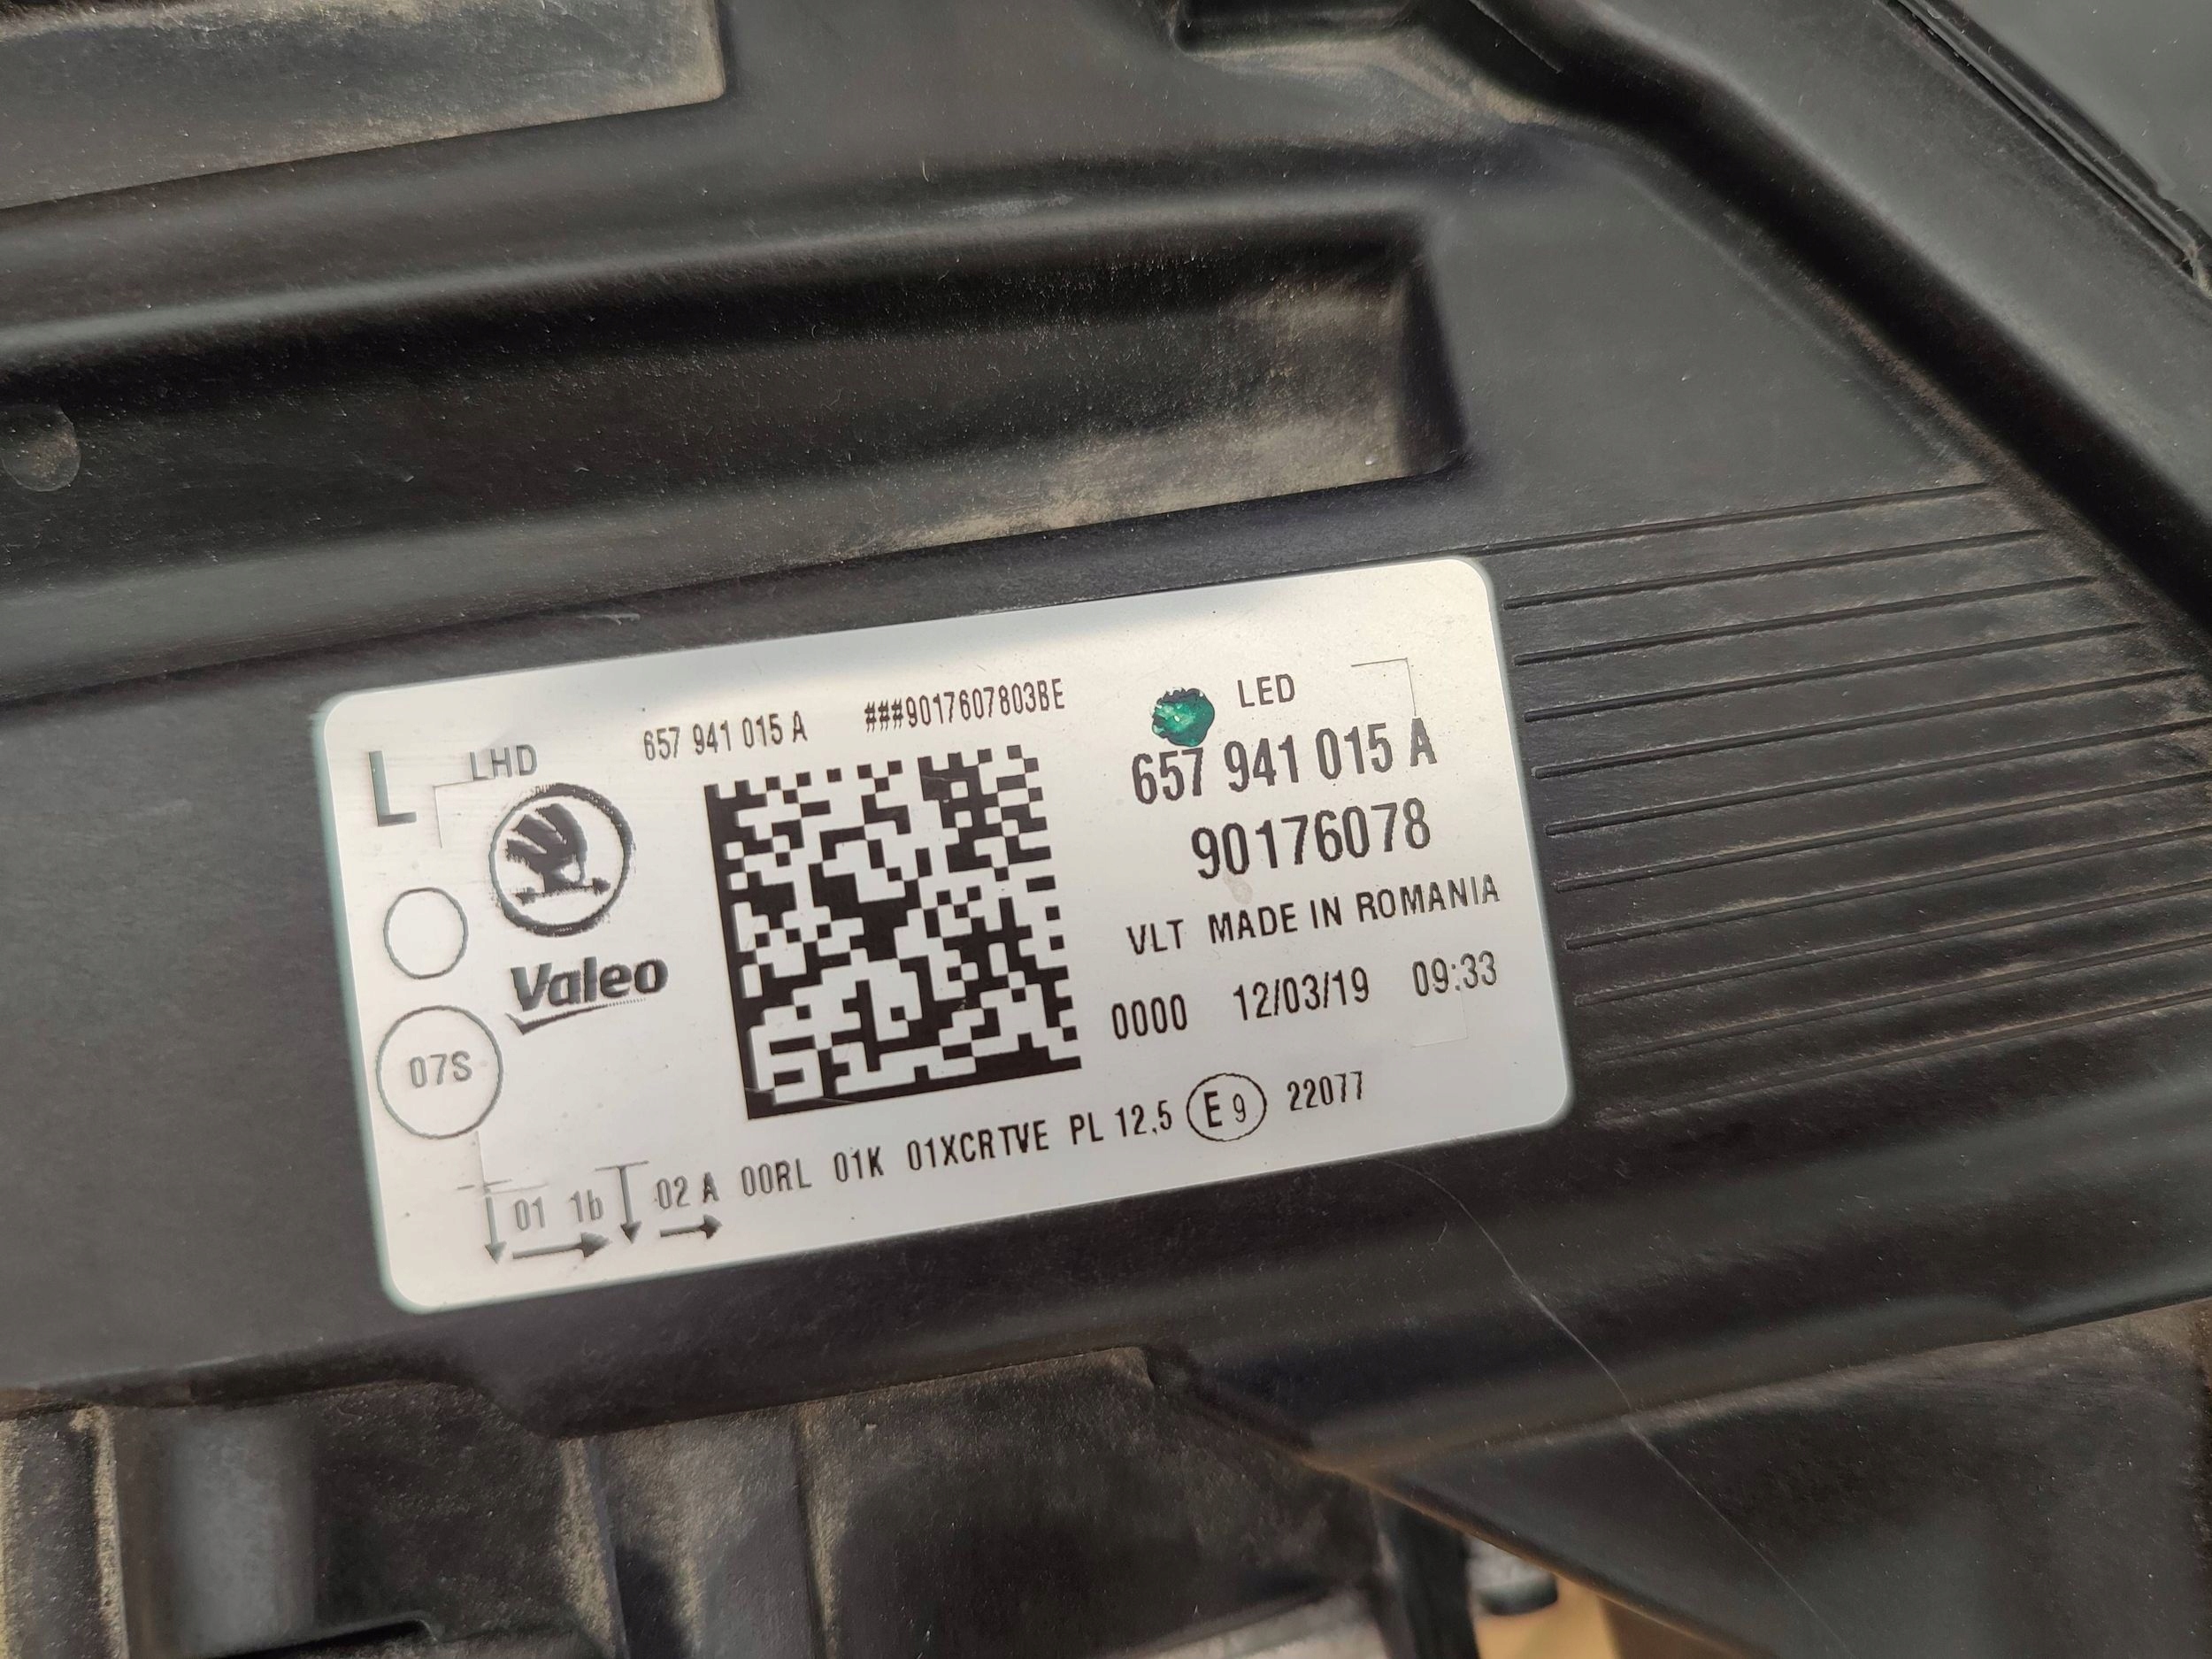 L LHD 657 941 015 A ###9017607803BE LED
657 941 015 A
90176078
Valeo
VLT MADE IN ROMANIA
07S
0000 12/03/19 09:33
01 1b 02 A 00RL 01K 01XCRTVE PL 12,5 E 9 22077